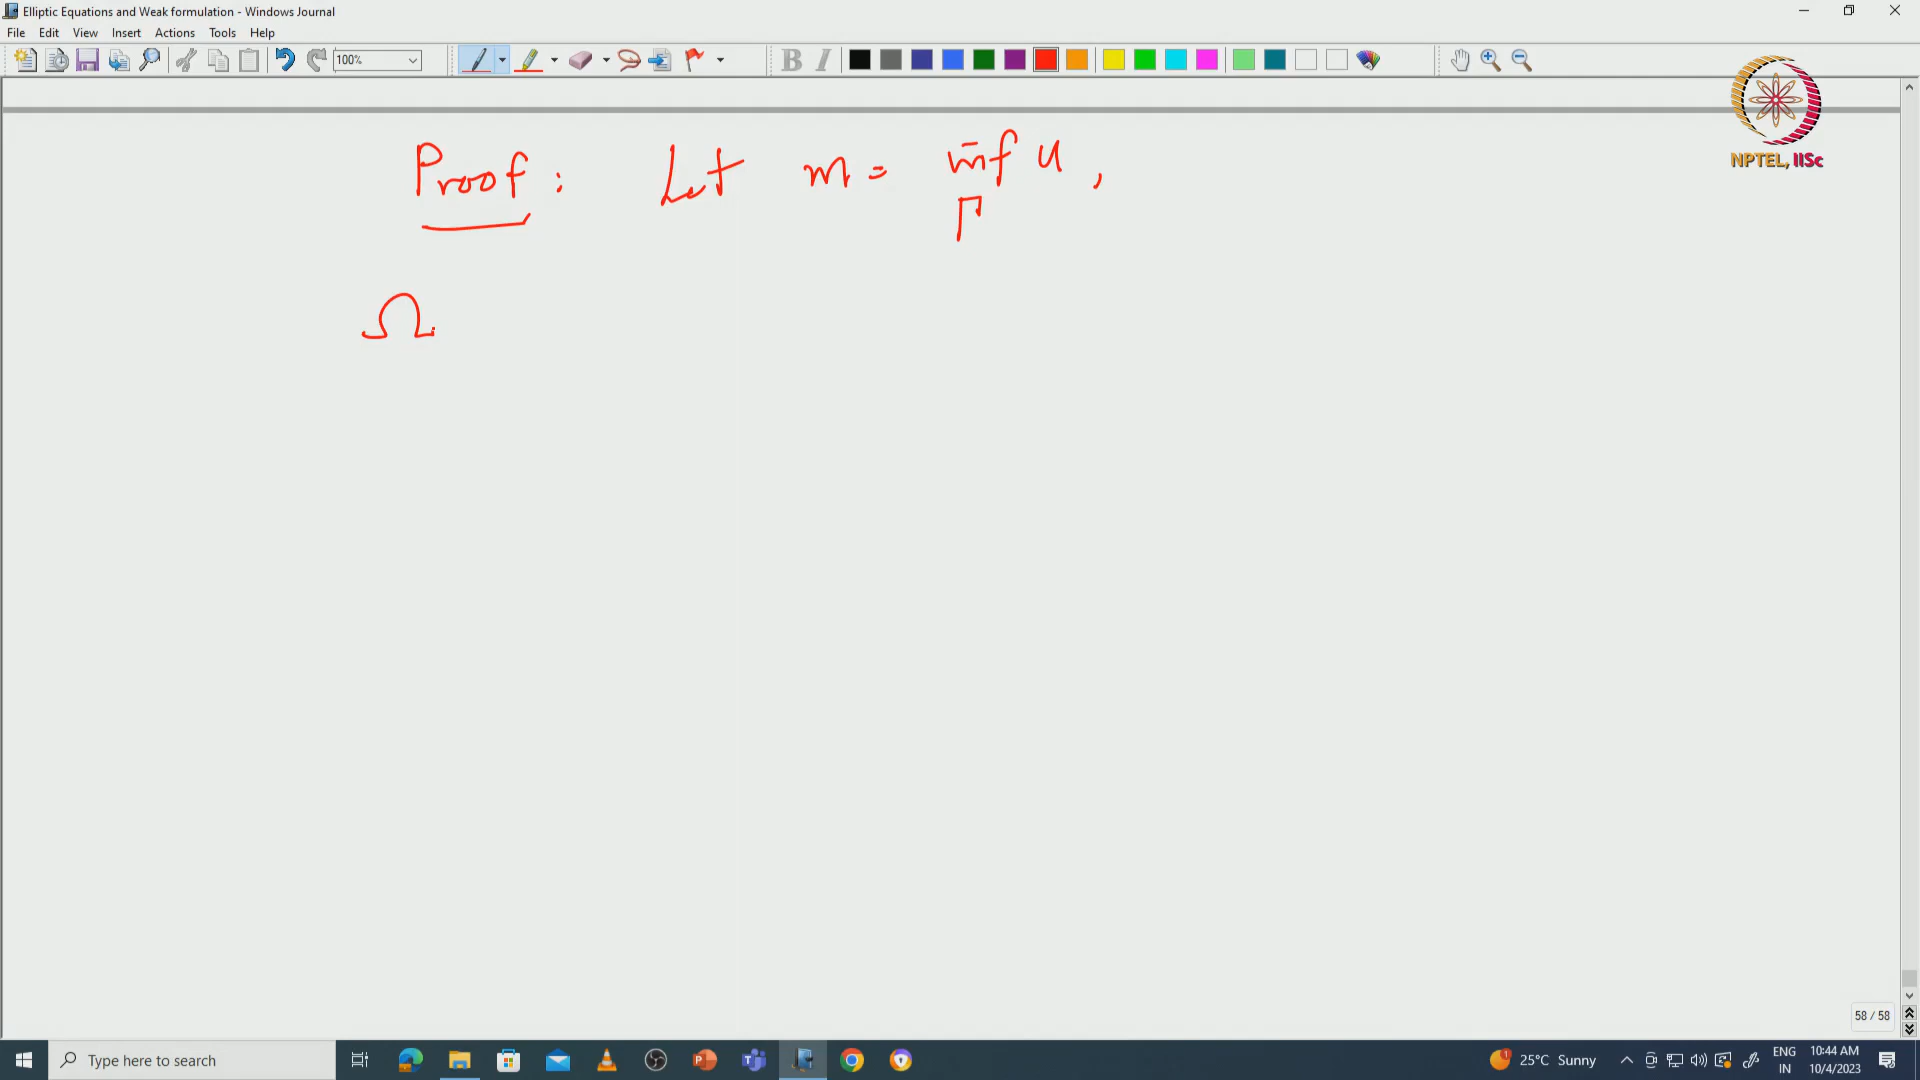 Elliptic Equations and Weak formulation - Windows Journal
File Edit View Insert Actions Tools Help
100%
B I
NPTEL, IISc
Proof : Let m = inf u ,
Γ
Ω
58 / 58
Type here to search
25°C Sunny
ENG
IN
10:44 AM
10/4/2023